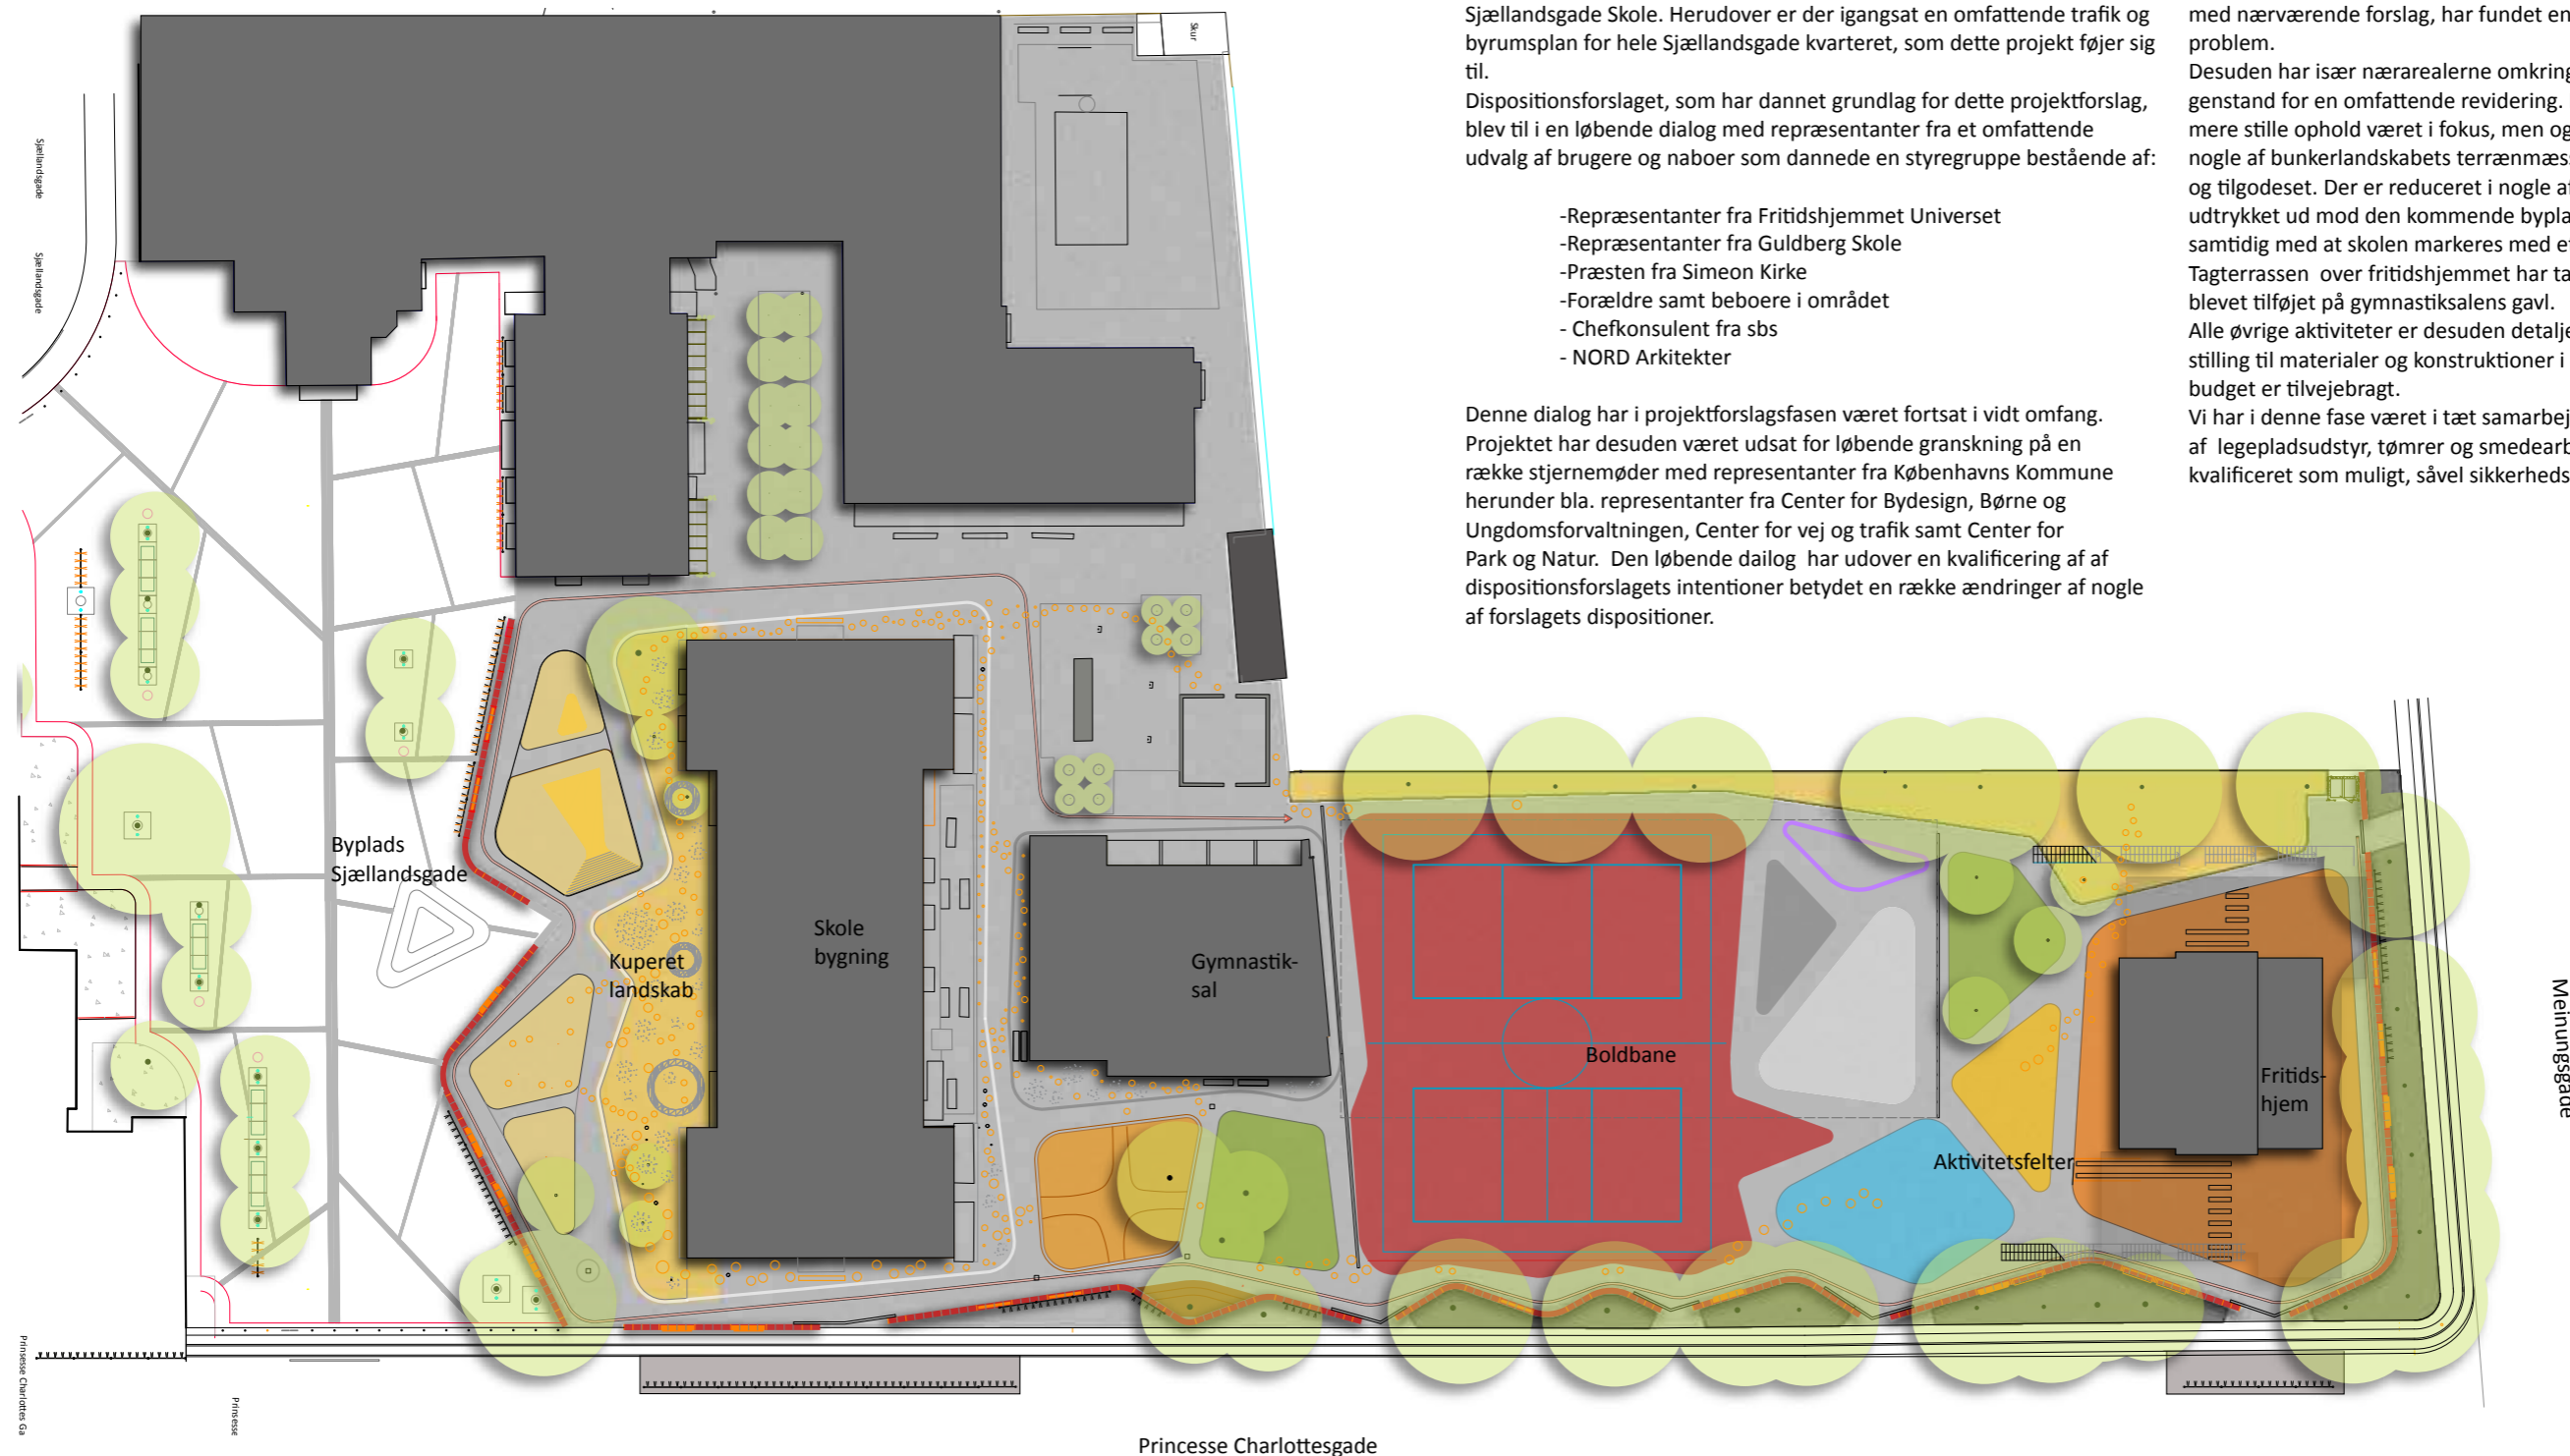 Sjællandsgade Skole. Herudover er der igangsat en omfattende trafik og
byrumsplan for hele Sjællandsgade kvarteret, som dette projekt føjer sig
til.
Dispositionsforslaget, som har dannet grundlag for dette projektforslag,
blev til i en løbende dialog med repræsentanter fra et omfattende
udvalg af brugere og naboer som dannede en styregruppe bestående af:
-Repræsentanter fra Fritidshjemmet Universet
-Repræsentanter fra Guldberg Skole
-Præsten fra Simeon Kirke
-Forældre samt beboere i området
- Chefkonsulent fra sbs
- NORD Arkitekter
Denne dialog har i projektforslagsfasen været fortsat i vidt omfang.
Projektet har desuden været udsat for løbende granskning på en
række stjernemøder med representanter fra Københavns Kommune
herunder bla. representanter fra Center for Bydesign, Børne og
Ungdomsforvaltningen, Center for vej og trafik samt Center for
Park og Natur. Den løbende dailog har udover en kvalificering af af
dispositionsforslagets intentioner betydet en række ændringer af nogle
af forslagets dispositioner.
med nærværende forslag, har fundet en
problem.
Desuden har især nærarealerne omkring
genstand for en omfattende revidering.
mere stille ophold været i fokus, men og
nogle af bunkerlandskabets terrænmæs
og tilgodeset. Der er reduceret i nogle af
udtrykket ud mod den kommende bypla
samtidig med at skolen markeres med et
Tagterrassen over fritidshjemmet har ta
blevet tilføjet på gymnastiksalens gavl.
Alle øvrige aktiviteter er desuden detalje
stilling til materialer og konstruktioner i
budget er tilvejebragt.
Vi har i denne fase været i tæt samarbej
af legepladsudstyr, tømrer og smedearb
kvalificeret som muligt, såvel sikkerheds
Skur
Sjællandsgade
Sjællandsgade
Byplads
Sjællandsgade
Kuperet
landskab
Skole
bygning
Gymnastik-
sal
Boldbane
Aktivitetsfelter
Fritids-
hjem
Meinungsgade
Prinsesse Charlottes Ga
Prinsesse
Princesse Charlottesgade